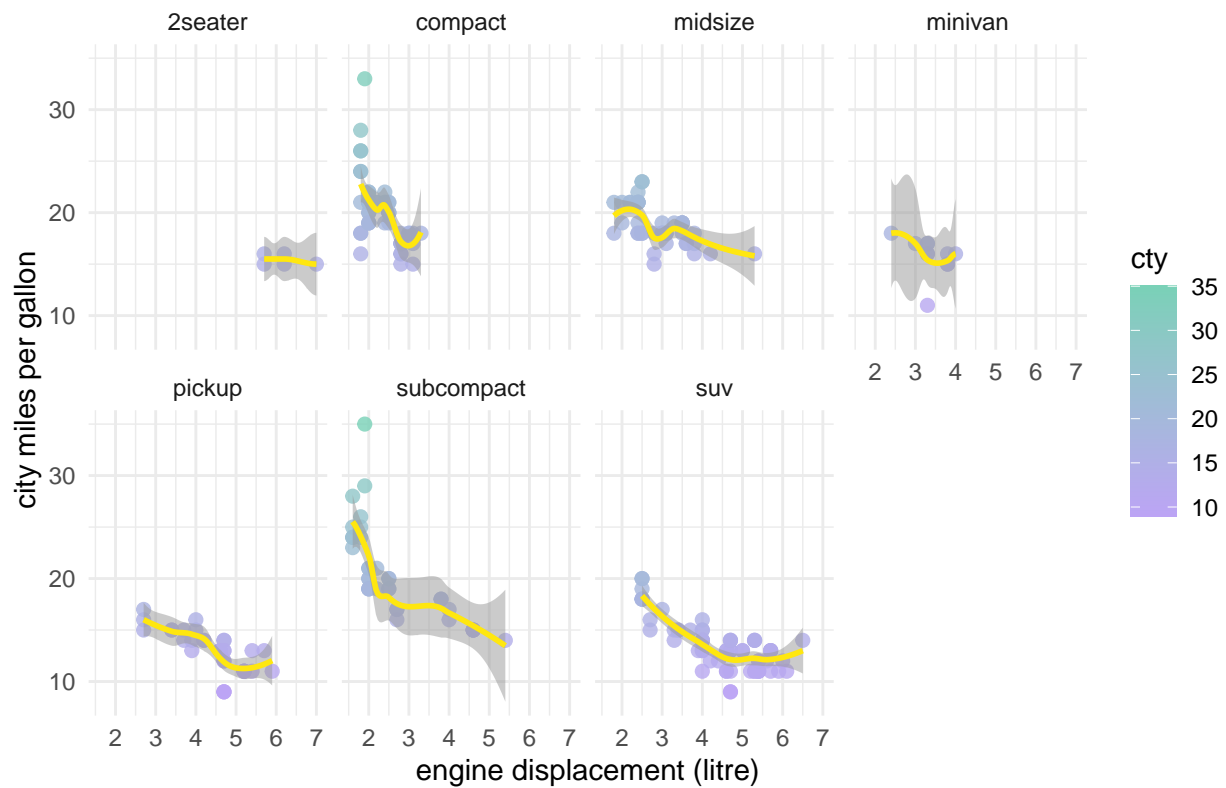 2seater compact midsize minivan
30
20
10
2 3 4 5 6 7
cty
35
30
25
20
15
10
pickup subcompact suv
30
20
10
2 3 4 5 6 7 2 3 4 5 6 7 2 3 4 5 6 7
engine displacement (litre)
city miles per gallon